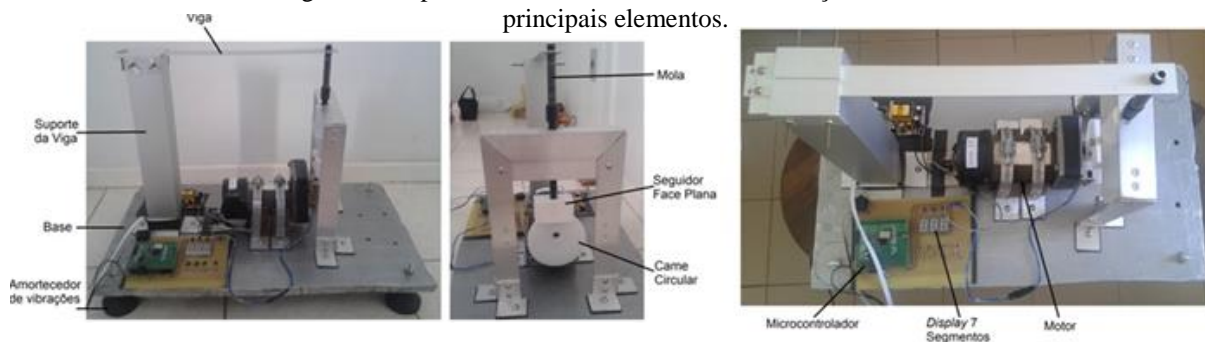 principais elementos.
Viga
Suporte
da Viga
Base
Amortecedor
de vibrações
Mola
Seguidor
Face Plana
Came
Circular
Microcontrolador
Display 7
Segmentos
Motor